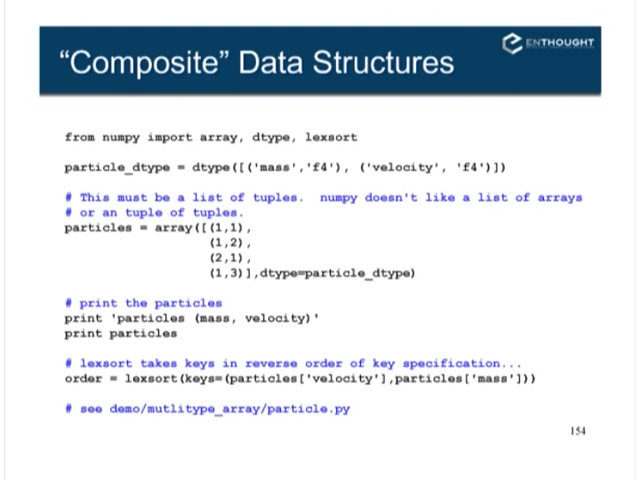 ENTHOUGHT
“Composite” Data Structures
from numpy import array, dtype, lexsort
particle_dtype = dtype([('mass','f4'), ('velocity', 'f4')])
# This must be a list of tuples.  numpy doesn't like a list of arrays
# or an tuple of tuples.
particles = array([(1,1),
(1,2),
(2,1),
(1,3)],dtype=particle_dtype)
# print the particles
print 'particles (mass, velocity)'
print particles
# lexsort takes keys in reverse order of key specification...
order = lexsort(keys=(particles['velocity'],particles['mass']))
# see demo/mutlitype_array/particle.py
154